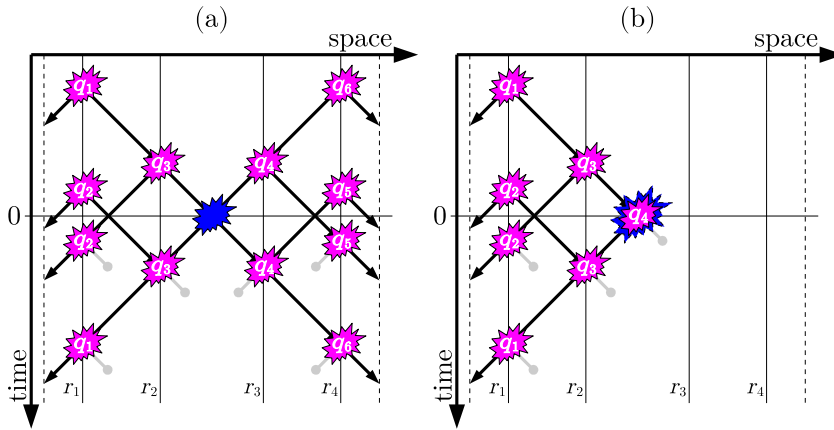 (a)
(b)
space
space
q₁
q₆
q₁
q₃
q₄
q₃
q₂
q₅
q₂
0
0
q₄
q₂
q₅
q₂
q₃
q₄
q₃
q₁
q₆
q₁
time
r₁
r₂
r₃
r₄
time
r₁
r₂
r₃
r₄